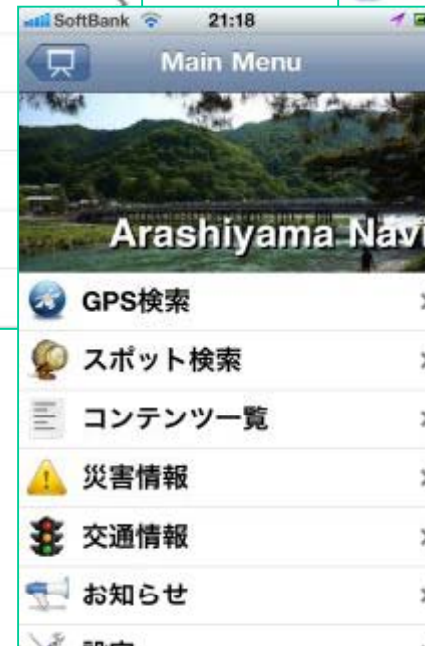 SoftBank 21:18
Main Menu
Arashiyama Navi
GPS検索
スポット検索
コンテンツ一覧
災害情報
交通情報
お知らせ